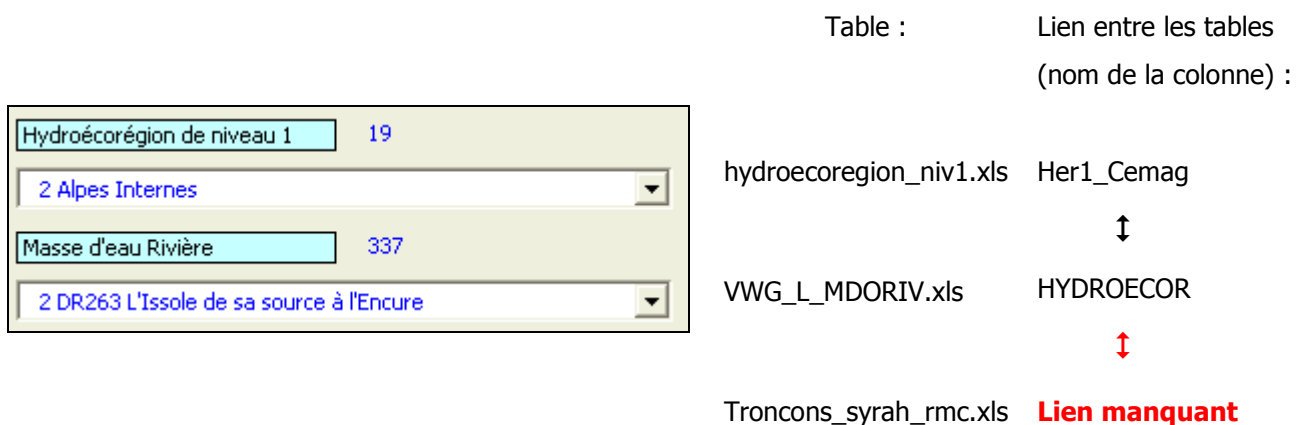 Table : Lien entre les tables
(nom de la colonne) :
Hydroécorégion de niveau 1 19
2 Alpes Internes
Masse d'eau Rivière 337
2 DR263 L'Issole de sa source à l'Encure
hydroecoregion_niv1.xls Her1_Cemag
↕
VWG_L_MDORIV.xls HYDROECOR
↕
Troncons_syrah_rmc.xls Lien manquant